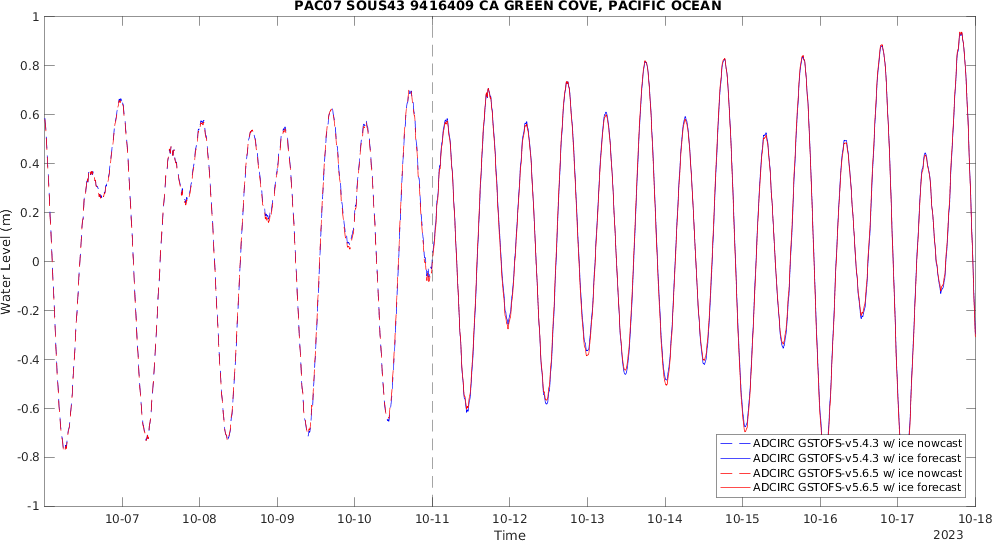 PAC07 SOUS43 9416409 CA GREEN COVE, PACIFIC OCEAN
Water Level (m)
1
0.8
0.6
0.4
0.2
0
-0.2
-0.4
-0.6
-0.8
-1
ADCIRC GSTOFS-v5.4.3 w/ ice nowcast
ADCIRC GSTOFS-v5.4.3 w/ ice forecast
ADCIRC GSTOFS-v5.6.5 w/ ice nowcast
ADCIRC GSTOFS-v5.6.5 w/ ice forecast
10-07 10-08 10-09 10-10 10-11 10-12 10-13 10-14 10-15 10-16 10-17 10-18
Time
2023